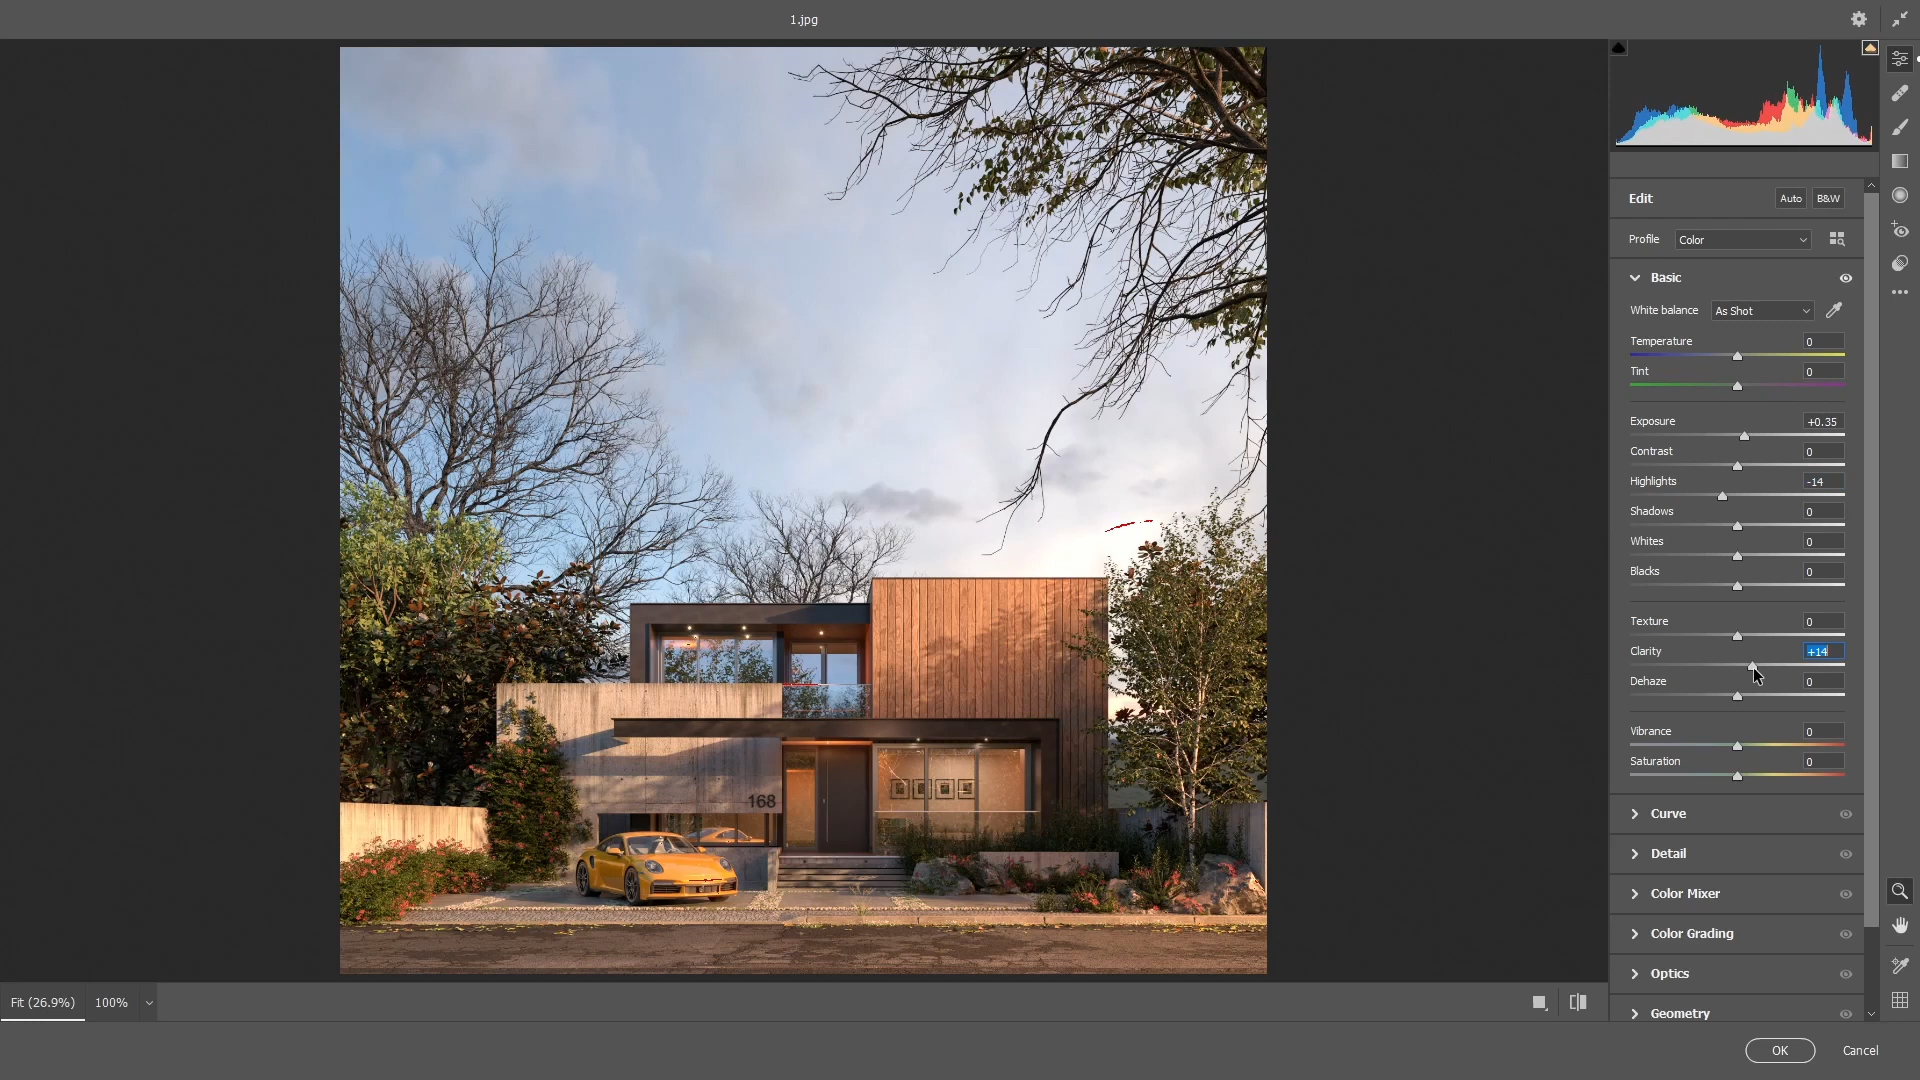 1.jpg
Edit
Auto
B&W
Profile
Color
Basic
White balance
As Shot
Temperature
0
Tint
0
Exposure
+0.35
Contrast
0
Highlights
-14
Shadows
0
Whites
0
Blacks
0
Texture
0
Clarity
+14
Dehaze
0
Vibrance
0
Saturation
0
Curve
Detail
Color Mixer
Color Grading
Optics
Geometry
168
Fit (26.9%)
100%
OK
Cancel